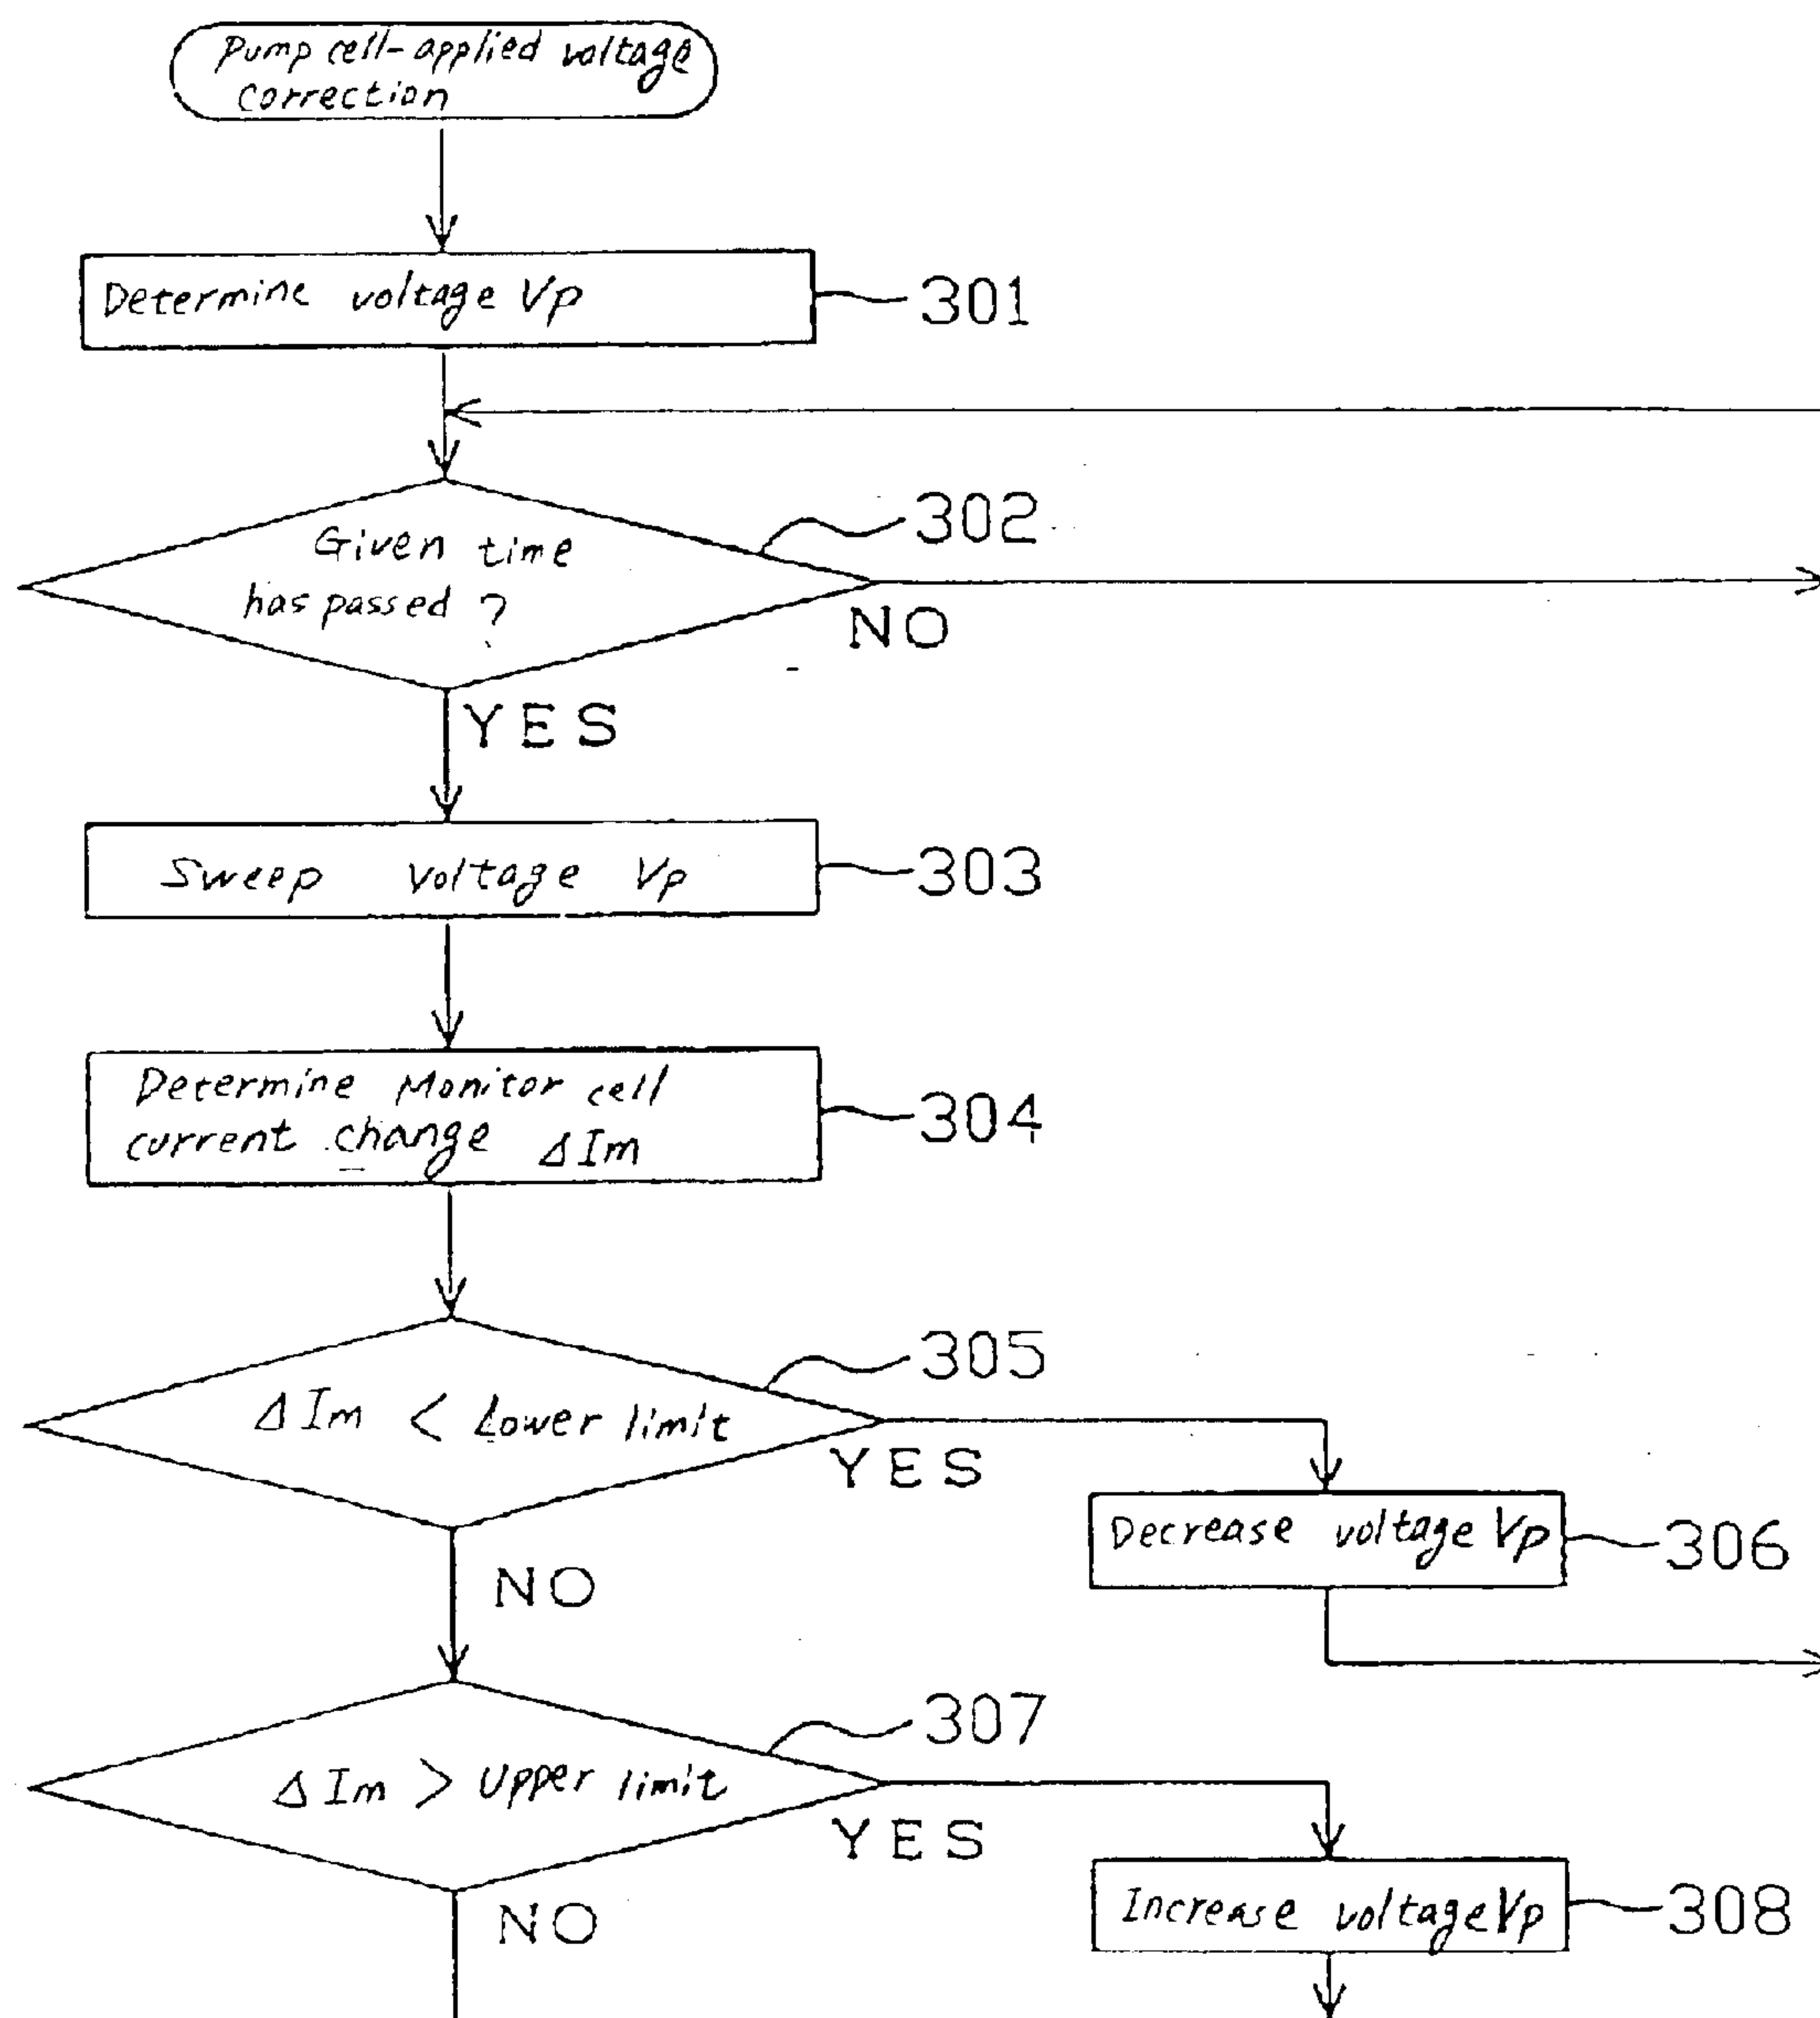 Pump cell-applied voltage
correction
Determine voltage Vp
301
302
Given time
has passed ?
NO
YES
Sweep voltage Vp
303
Determine Monitor cell
current change ΔIm
304
305
ΔIm < Lower limit
YES
Decrease voltage Vp
306
NO
307
ΔIm > Upper limit
YES
Increase voltage Vp
308
NO